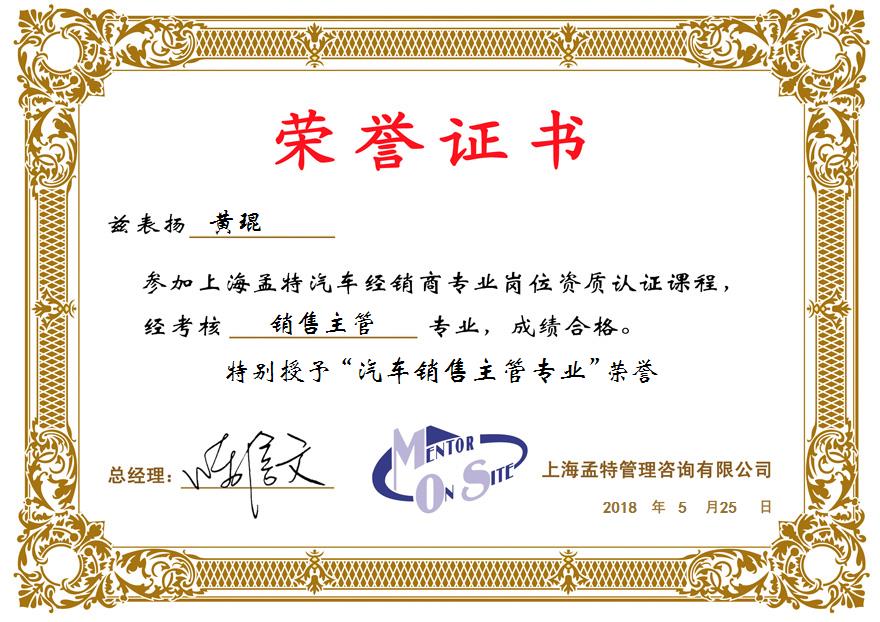 荣誉证书
兹表扬 黄琨
参加上海孟特汽车经销商专业岗位资质认证课程，
经考核 销售主管 专业，成绩合格。
特别授予“汽车销售主管专业”荣誉
总经理：
MENTOR
ON SITE
上海孟特管理咨询有限公司
2018 年 5 月25 日